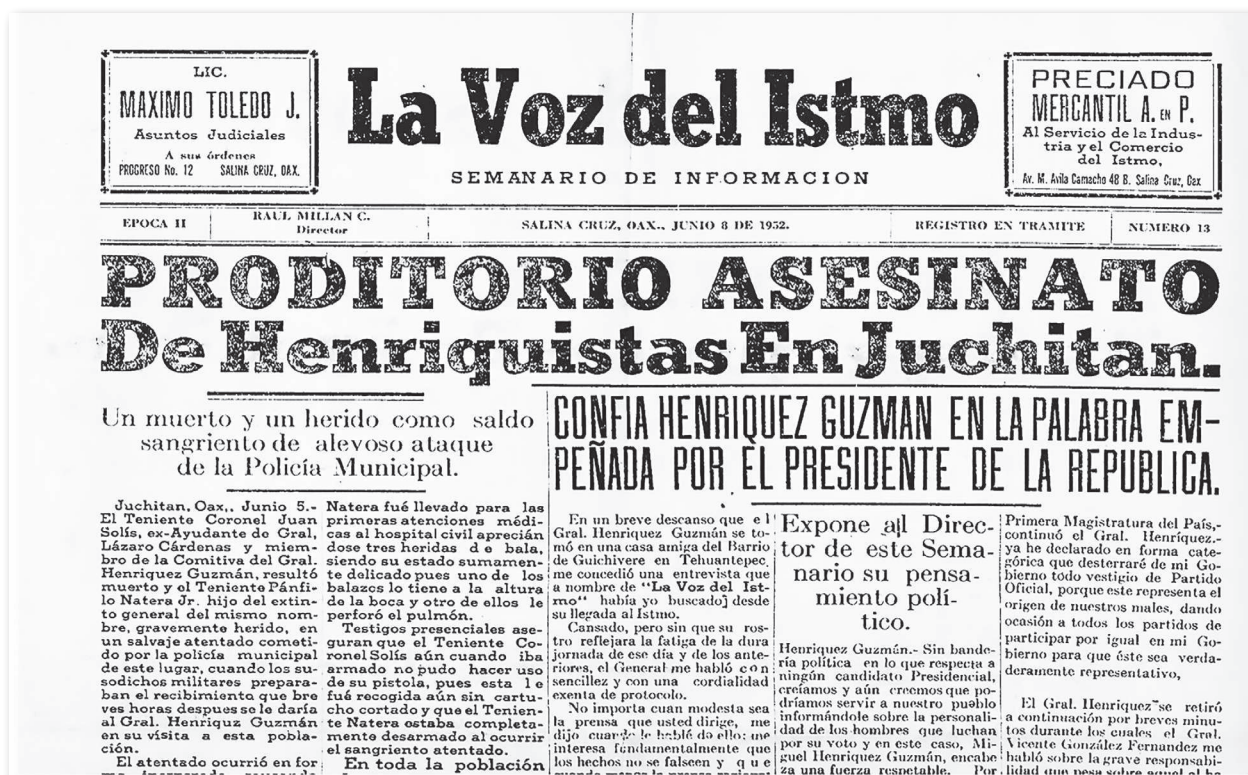 LIC.
MAXIMO TOLEDO J.
Asuntos Judiciales
A sus órdenes
PROGRESO No. 12 SALINA CRUZ, OAX.
La Voz del Istmo
SEMANARIO DE INFORMACION
PRECIADO
MERCANTIL A. EN P.
Al Servicio de la Indus-
tria y el Comercio
del Istmo,
Av. M. Avila Camacho 48 B. Salina Cruz, Oax
EPOCA II
RAUL MILLAN C.
Director
SALINA CRUZ, OAX., JUNIO 8 DE 1952.
REGISTRO EN TRAMITE
NUMERO 13
PRODITORIO ASESINATO
De Henriquistas En Juchitan.
Un muerto y un herido como saldo
sangriento de alevoso ataque
de la Policía Municipal.
Juchitan, Oax,, Junio 5.-
El Teniente Coronel Juan
Solís, ex-Ayudante de Gral,
Lázaro Cárdenas y miem-
bro de la Comitiva del Gral.
Henriquez Guzmán, resultó
muerto y el Teniente Pánfi-
lo Natera Jr. hijo del extin-
to general del mismo nom-
bre, gravemente herido, en
un salvaje atentado cometi-
do por la policía municipal
de este lugar, cuando los su-
sodichos militares prepara-
ban el recibimiento que bre
ves horas despues se le daría
al Gral. Henriquz Guzmán
en su vísita a esta pobla-
ción.
El atentado ocurrió en for
Natera fué llevado para las
primeras atenciones médi-
cas al hospital civil aprecián
dose tres heridas de bala,
siendo su estado sumamen-
te delicado pues uno de los
balazos lo tiene a la altura
de la boca y otro de ellos le
perforó el pulmón.
Testigos presenciales ase-
guran que el Teniente Co-
ronel Solís aún cuando iba
armado no pudo hacer uso
de su pistola, pues esta le
fué recogida aún sin cartu-
cho cortado y que el Tenien-
te Natera ostaba completa-
mente desarmado al ocurrir
el sangriento atentado.
En toda la población
CONFIA HENRIQUEZ GUZMAN EN LA PALABRA EM-
PEÑADA POR EL PRESIDENTE DE LA REPUBLICA.
En un breve descanso que el
Gral. Henriquez Guzmán se to-
mó en una casa amiga del Barrio
de Guichivere en Tehuantepec,
me concedió una entrevista que
a nombre de "La Voz del Ist-
mo" había yo buscado desde
su llegada al Istmo.
Cansado, pero sin que su ros-
tro reflejara la fatiga de la dura
jornada de ese día y de los ante-
riores, el General me habló con
sencillez y con una cordialidad
exenta de protocolo.
No importa cuan modesta sea
la prensa que usted dirige, me
dijo cuando le hablé de ello; me
interesa fundamentalmente que
los hechos no se falseen y que
Expone al Direc-
tor de este Sema-
nario su pensa-
miento polí-
tico.
Henríquez Guzmán.- Sin bande-
ría política en lo que respecta a
ningún candidato Presidencial,
creíamos y aún creemos que po-
dríamos servir a nuestro pueblo
informándole sobre la personali-
dad de los hombres que luchan
por su voto y en este caso, Mi-
guel Henríquez Guzmán, encabe
za una fuerza respetable. Por
Primera Magistratura del País,-
continuó el Gral. Henríquez.-
ya he declarado en forma cate-
górica que desterraré de mi Go-
bierno todo vestigio de Partido
Oficial, porque este representa el
origen de nuestros males, dando
ocasión a todos los partidos de
participar por igual en mi Go-
bierno para que éste sea verda-
deramente representativo,
El Gral. Henriquez se retiró
a continuación por breves minu-
tos durante los cuales el Gral.
Vicente González Fernandez me
habló sobre la grave responsabi-